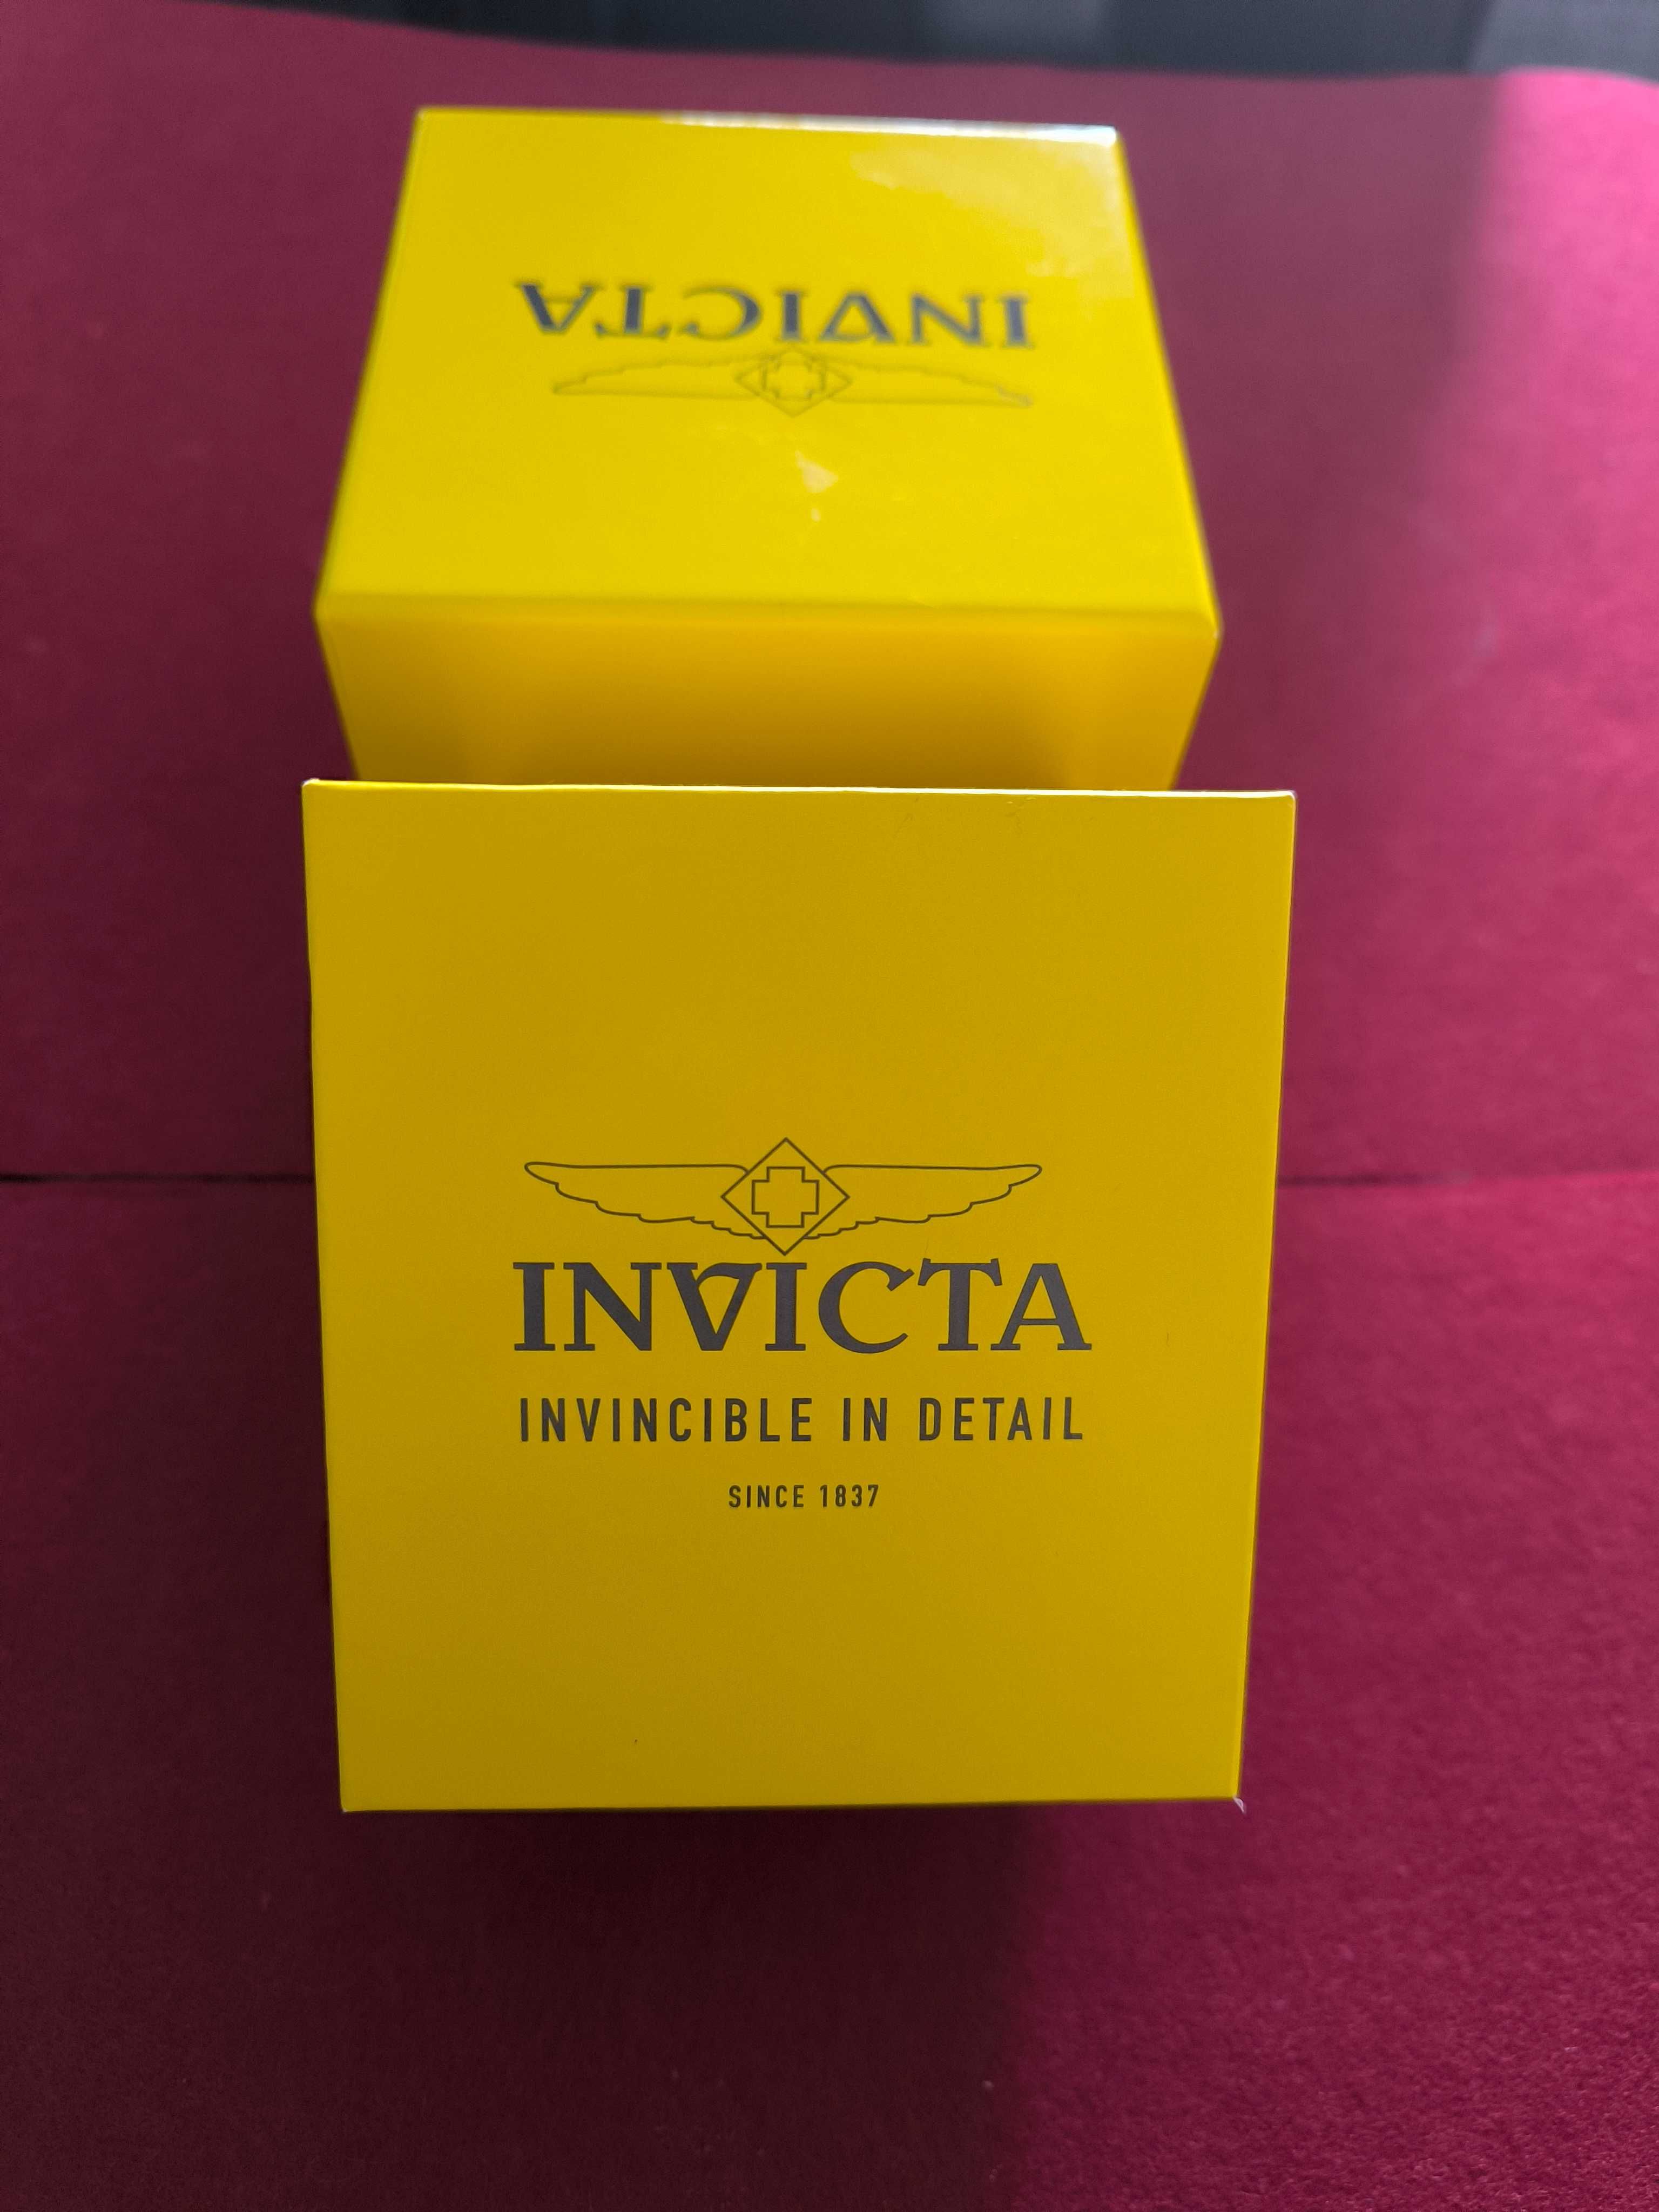 INVICTA
INVICTA
INVINCIBLE IN DETAIL
SINCE 1837